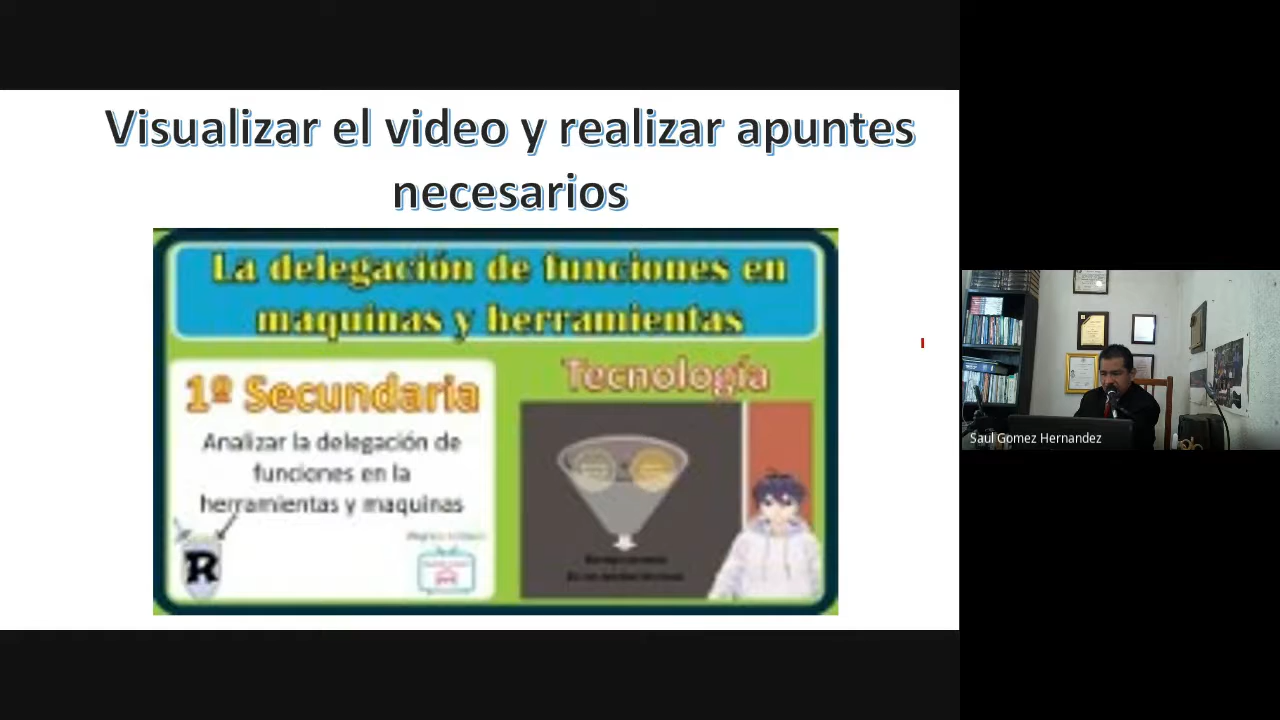 Visualizar el video y realizar apuntes
necesarios
La delegación de funciones en
maquinas y herramientas
1º Secundaria
Tecnología
Analizar la delegación de
funciones en la
herramientas y maquinas
R
Saul Gomez Hernandez